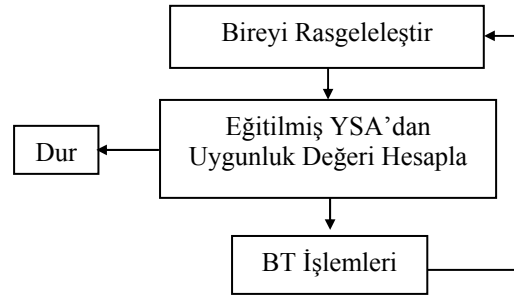 Bireyi Rasgeleleştir
Eğitilmiş YSA’dan
Uygunluk Değeri Hesapla
Dur
BT İşlemleri